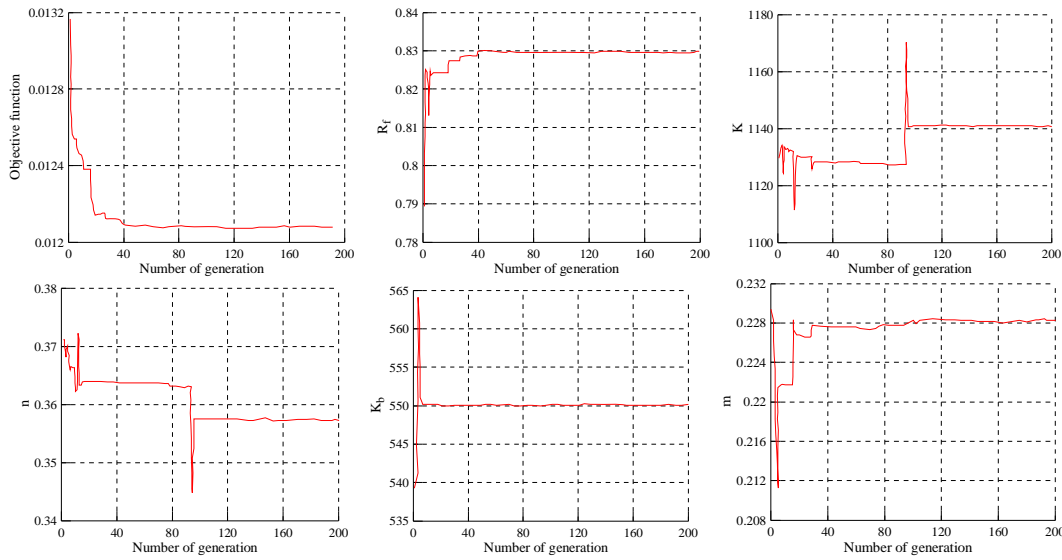 0.0132
0.0128
0.0124
0.012
Objective function
0 40 80 120 160 200
Number of generation
0.84
0.83
0.82
0.81
0.8
0.79
0.78
R_f
0 40 80 120 160 200
Number of generation
1180
1160
1140
1120
1100
K
0 40 80 120 160 200
Number of generation
0.38
0.37
0.36
0.35
0.34
n
0 40 80 120 160 200
Number of generation
565
560
555
550
545
540
535
K_b
0 40 80 120 160 200
Number of generation
0.232
0.228
0.224
0.22
0.216
0.212
0.208
m
0 40 80 120 160 200
Number of generation